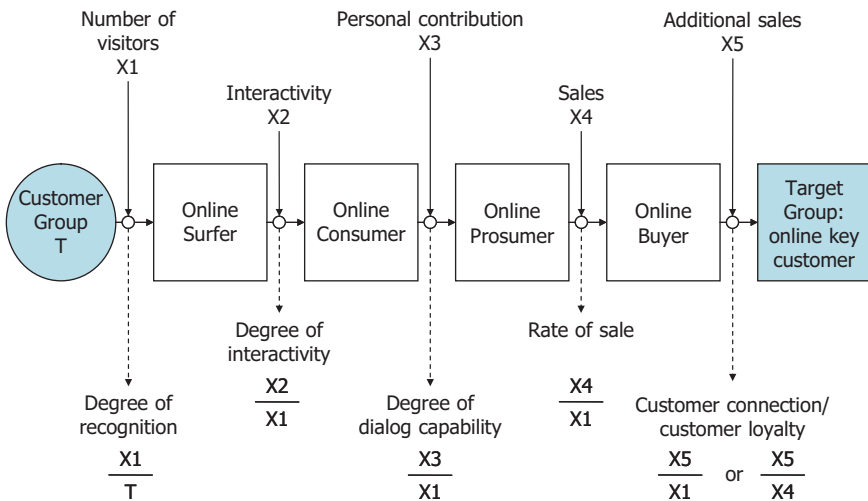 Number of
visitors
X1
Personal contribution
X3
Additional sales
X5
Interactivity
X2
Sales
X4
Customer
Group
T
Online
Surfer
Online
Consumer
Online
Prosumer
Online
Buyer
Target
Group:
online key
customer
Degree of
interactivity
X2
X1
Rate of sale
X4
X1
Degree of
recognition
X1
T
Degree of
dialog capability
X3
X1
Customer connection/
customer loyalty
X5
X1
or
X5
X4